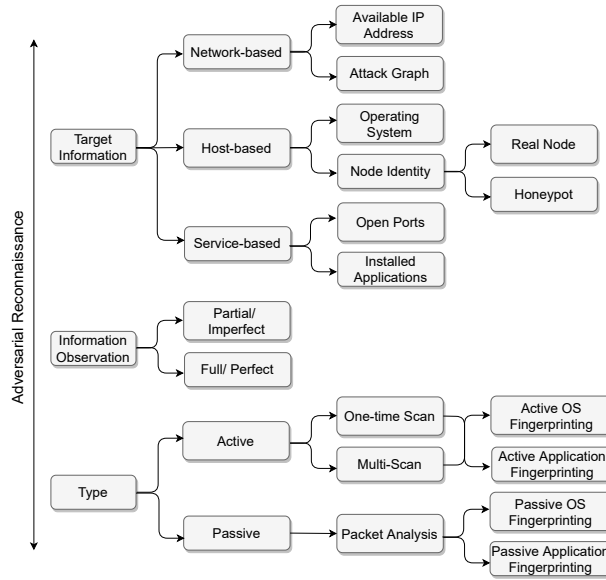 Adversarial Reconnaissance
Target
Information
Network-based
Available IP
Address
Attack Graph
Host-based
Operating
System
Node Identity
Real Node
Honeypot
Service-based
Open Ports
Installed
Applications
Information
Observation
Partial/
Imperfect
Full/ Perfect
Type
Active
One-time Scan
Multi-Scan
Active OS
Fingerprinting
Active Application
Fingerprinting
Passive
Packet Analysis
Passive OS
Fingerprinting
Passive Application
Fingerprinting